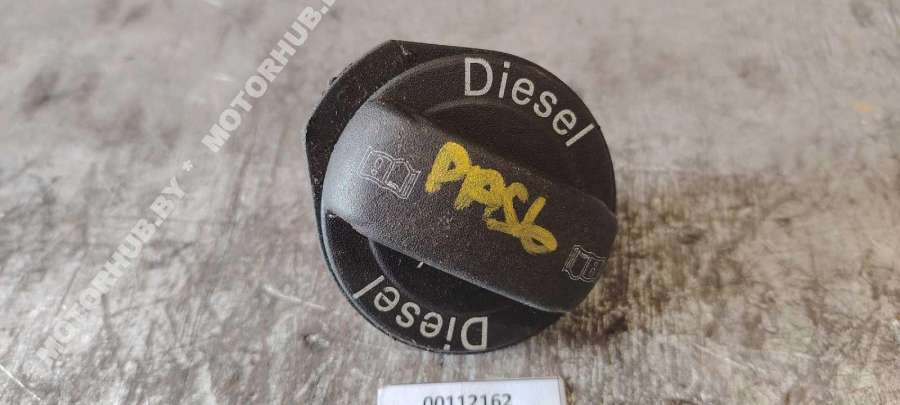 MOTORHUB.BY * MOTORHUB.BY
Diesel
PASS6
Diesel
00112162